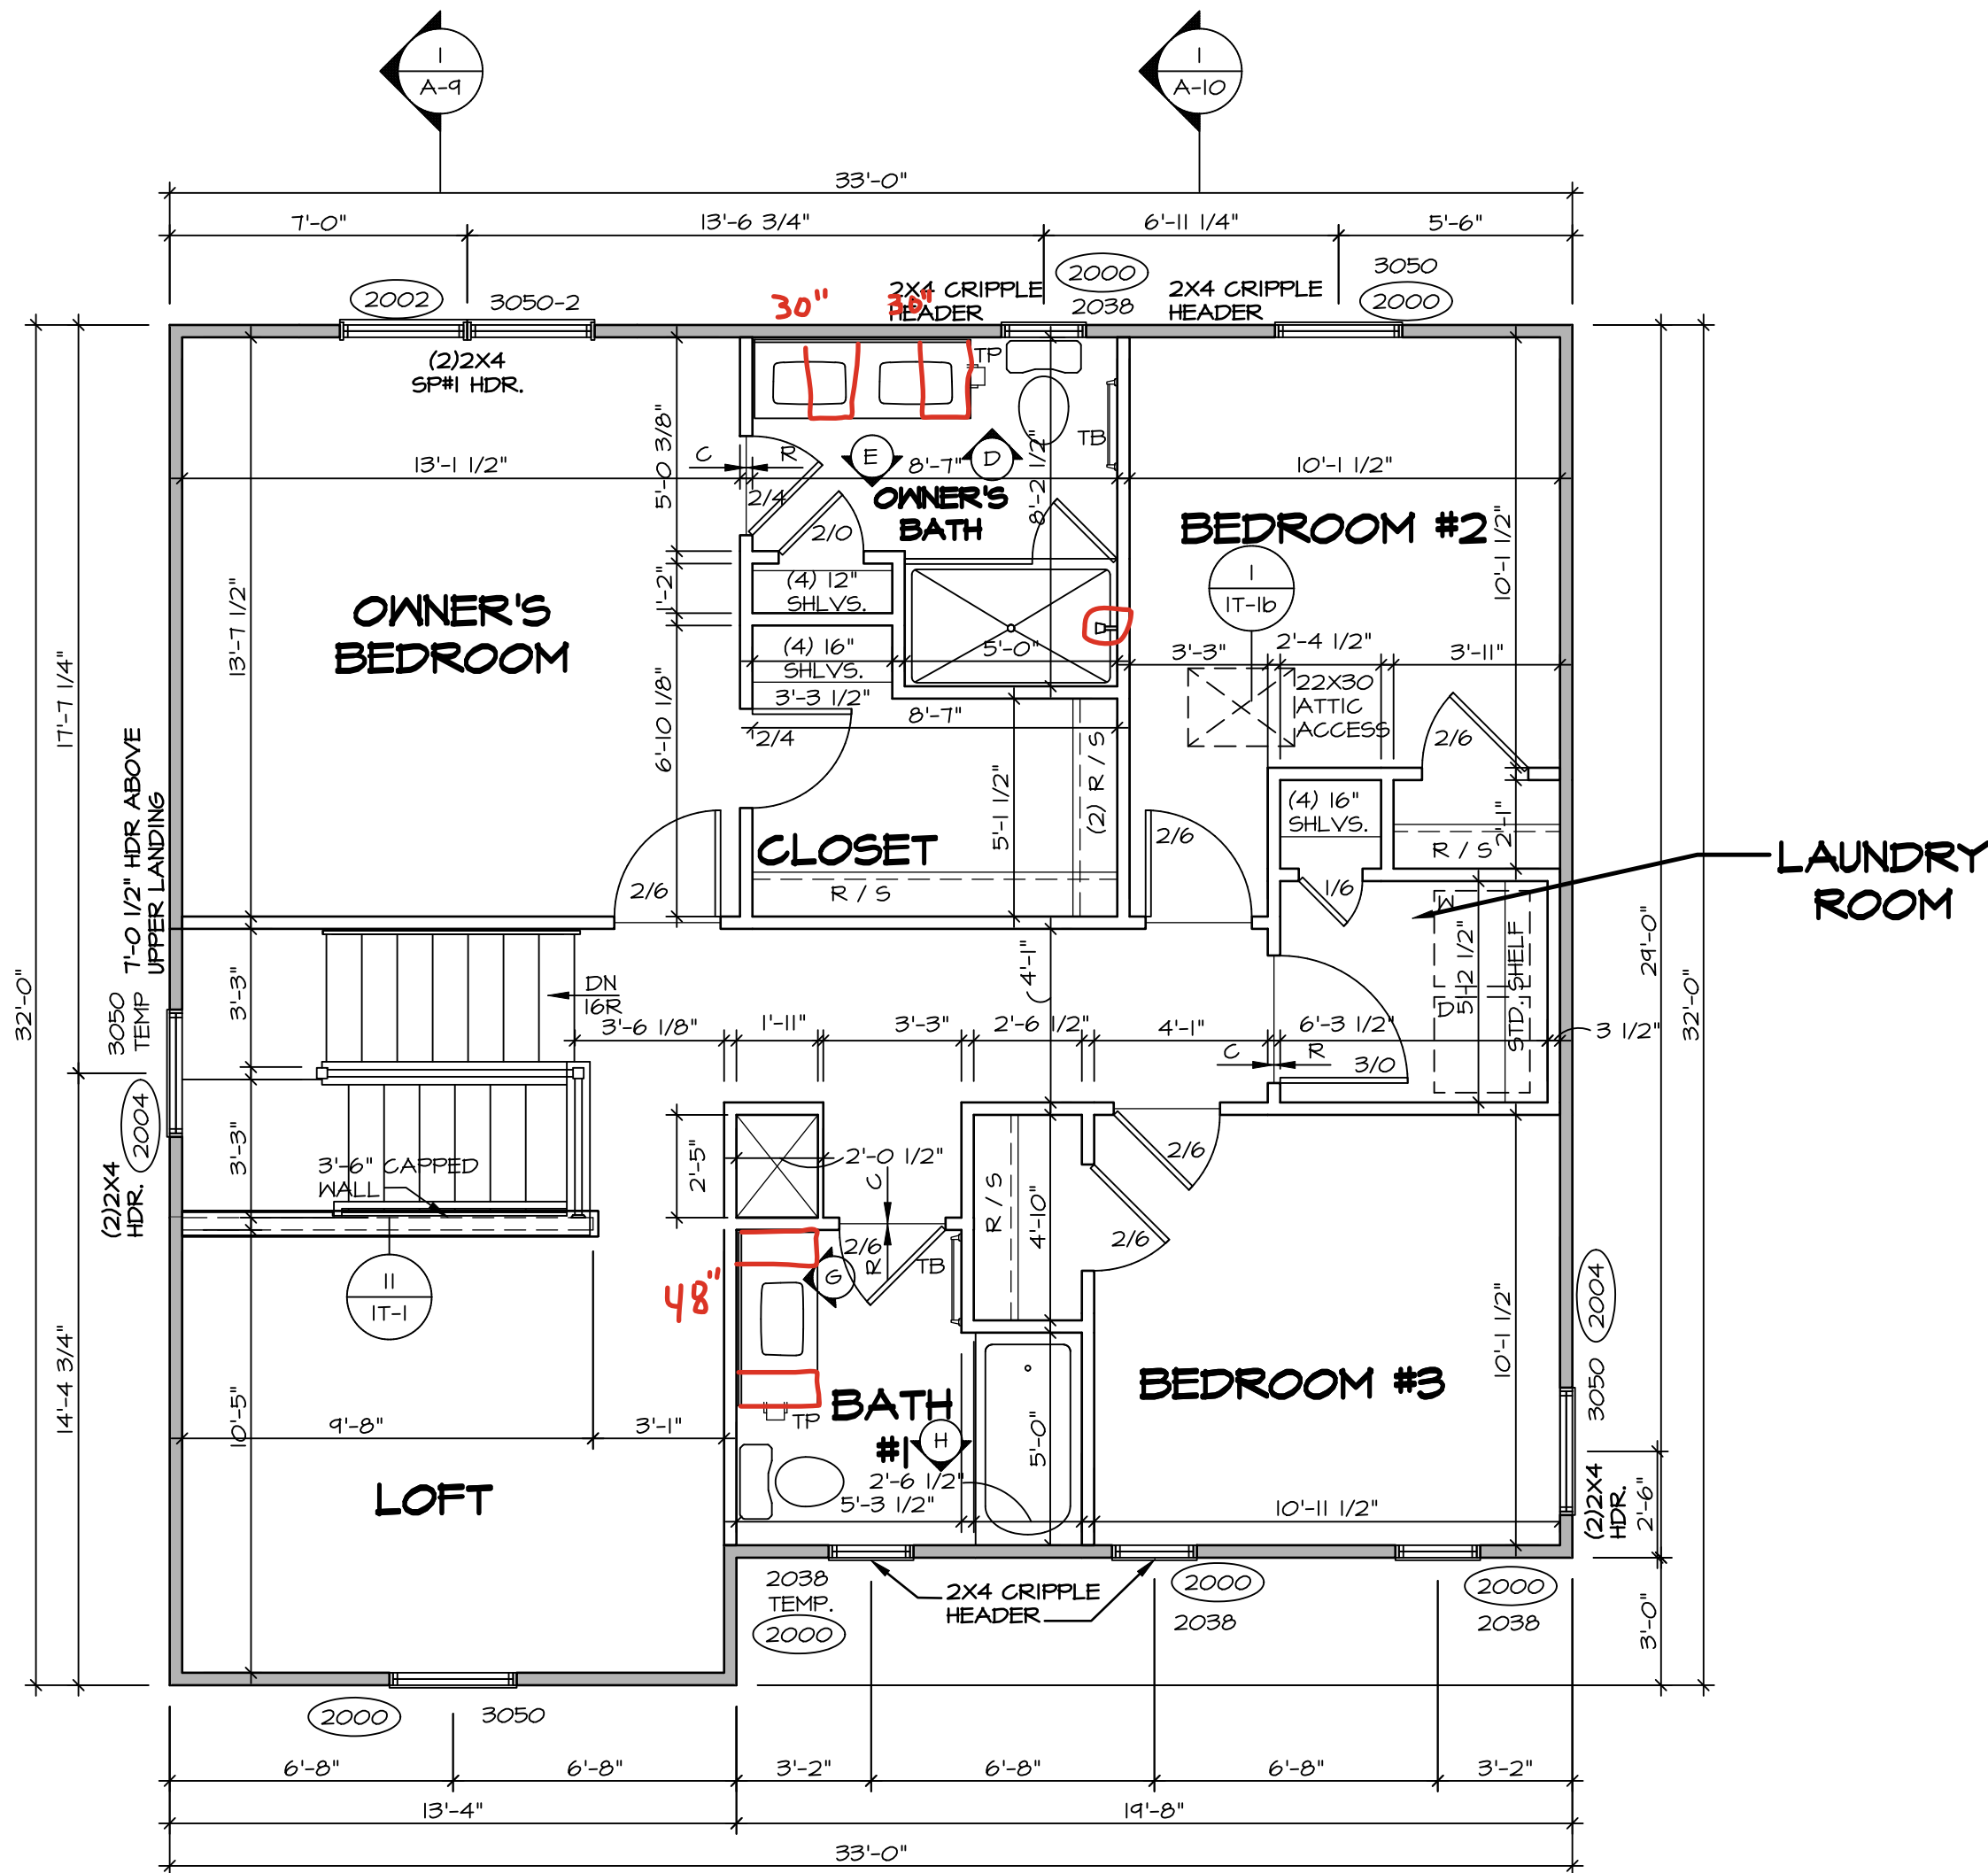 1
A-9
1
A-10
33'-0"
7'-0"
13'-6 3/4"
6'-11 1/4"
5'-6"
2002
3050-2
30"
30"
2X4 CRIPPLE
HEADER
2000
2038
2X4 CRIPPLE
HEADER
3050
2000
(2)2X4
SP#1 HDR.
TP
TB
5'-0 3/8"
C
R
13'-1 1/2"
2/4
E
8'-7"
D
8'-2 1/2"
10'-1 1/2"
OWNER'S
BATH
2/0
BEDROOM #2
10'-1 1/2"
1
1T-1b
OWNER'S
BEDROOM
13'-7 1/2"
1'-2"
(4) 12"
SHLVS.
(4) 16"
SHLVS.
5'-0"
3'-3"
2'-4 1/2"
3'-11"
3'-3 1/2"
8'-7"
22X30
ATTIC
ACCESS
6'-10 1/8"
2/4
2/6
17'-7 1/4"
7'-0 1/2" HDR ABOVE
UPPER LANDING
5'-1 1/2"
(2) R / S
CLOSET
R / S
2/6
2/6
(4) 16"
SHLVS.
2'-1"
R / S
1/6
LAUNDRY
ROOM
W
D
5'-2 1/2"
STD. SHELF
29'-0"
32'-0"
32'-0"
3050
TEMP
2004
(2)2X4
HDR.
3'-3"
DN
16R
4'-1"
3'-6 1/8"
1'-11"
3'-3"
2'-6 1/2"
4'-1"
6'-3 1/2"
3 1/2"
C
R
3/0
3'-3"
3'-6" CAPPED
WALL
2'-5"
2'-0 1/2"
C
R
2/6
G
TB
R / S
4'-10"
2/6
2/6
11
1T-1
48"
14'-4 3/4"
10'-5"
9'-8"
3'-1"
LOFT
TP
BATH
#1
H
2'-6 1/2"
5'-3 1/2"
5'-0"
BEDROOM #3
10'-1 1/2"
10'-11 1/2"
2004
3050
(2)2X4
HDR.
2'-6"
3'-0"
2038
TEMP.
2000
2X4 CRIPPLE
HEADER
2000
2038
2000
2038
2000
3050
6'-8"
6'-8"
3'-2"
6'-8"
6'-8"
3'-2"
13'-4"
19'-8"
33'-0"